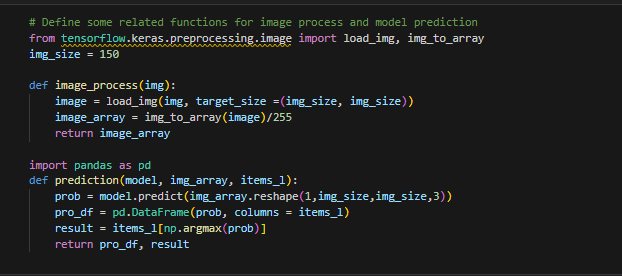 # Define some related functions for image process and model prediction
from tensorflow.keras.preprocessing.image import load_img, img_to_array
img_size = 150
def image_process(img):
    image = load_img(img, target_size =(img_size, img_size))
    image_array = img_to_array(image)/255
    return image_array
import pandas as pd
def prediction(model, img_array, items_l):
    prob = model.predict(img_array.reshape(1,img_size,img_size,3))
    pro_df = pd.DataFrame(prob, columns = items_l)
    result = items_l[np.argmax(prob)]
    return pro_df, result